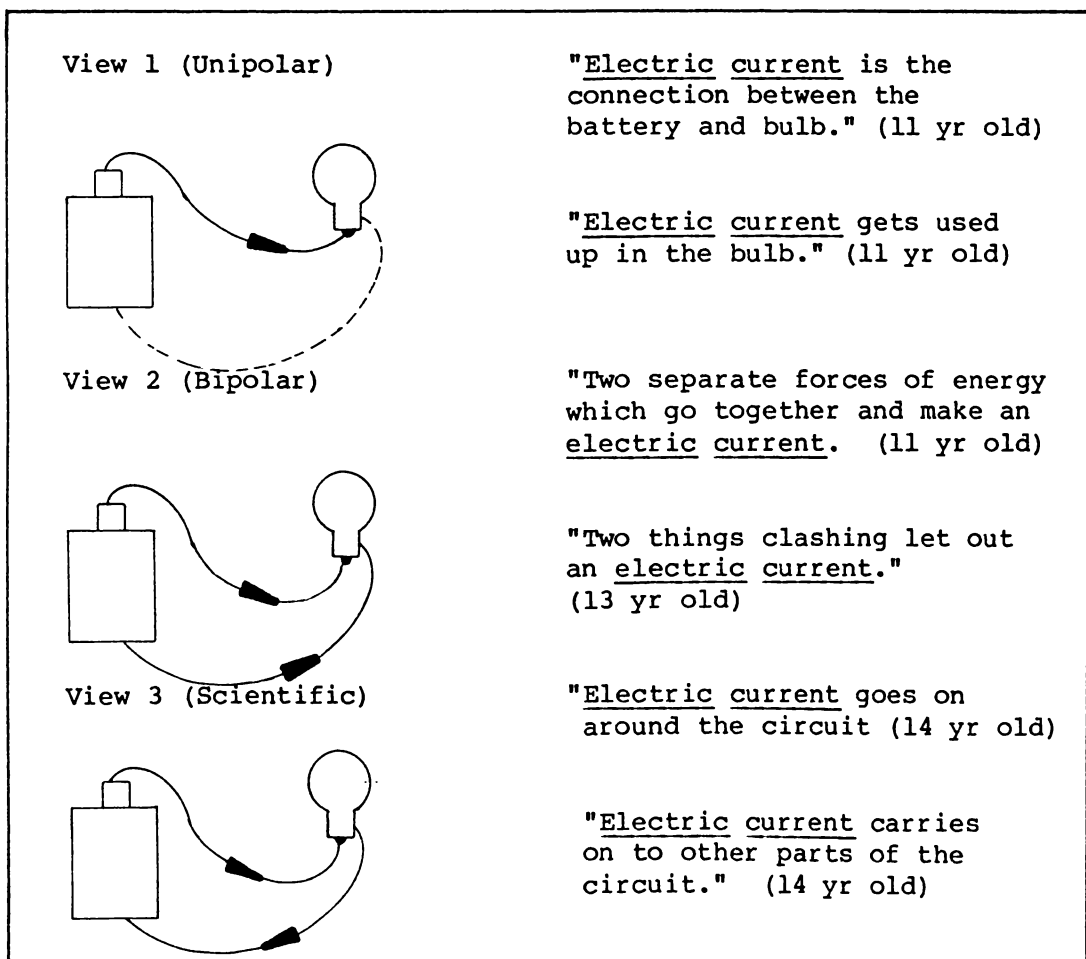 View 1 (Unipolar)
"Electric current is the
connection between the
battery and bulb." (11 yr old)
"Electric current gets used
up in the bulb." (11 yr old)
View 2 (Bipolar)
"Two separate forces of energy
which go together and make an
electric current. (11 yr old)
"Two things clashing let out
an electric current."
(13 yr old)
View 3 (Scientific)
"Electric current goes on
around the circuit (14 yr old)
"Electric current carries
on to other parts of the
circuit." (14 yr old)